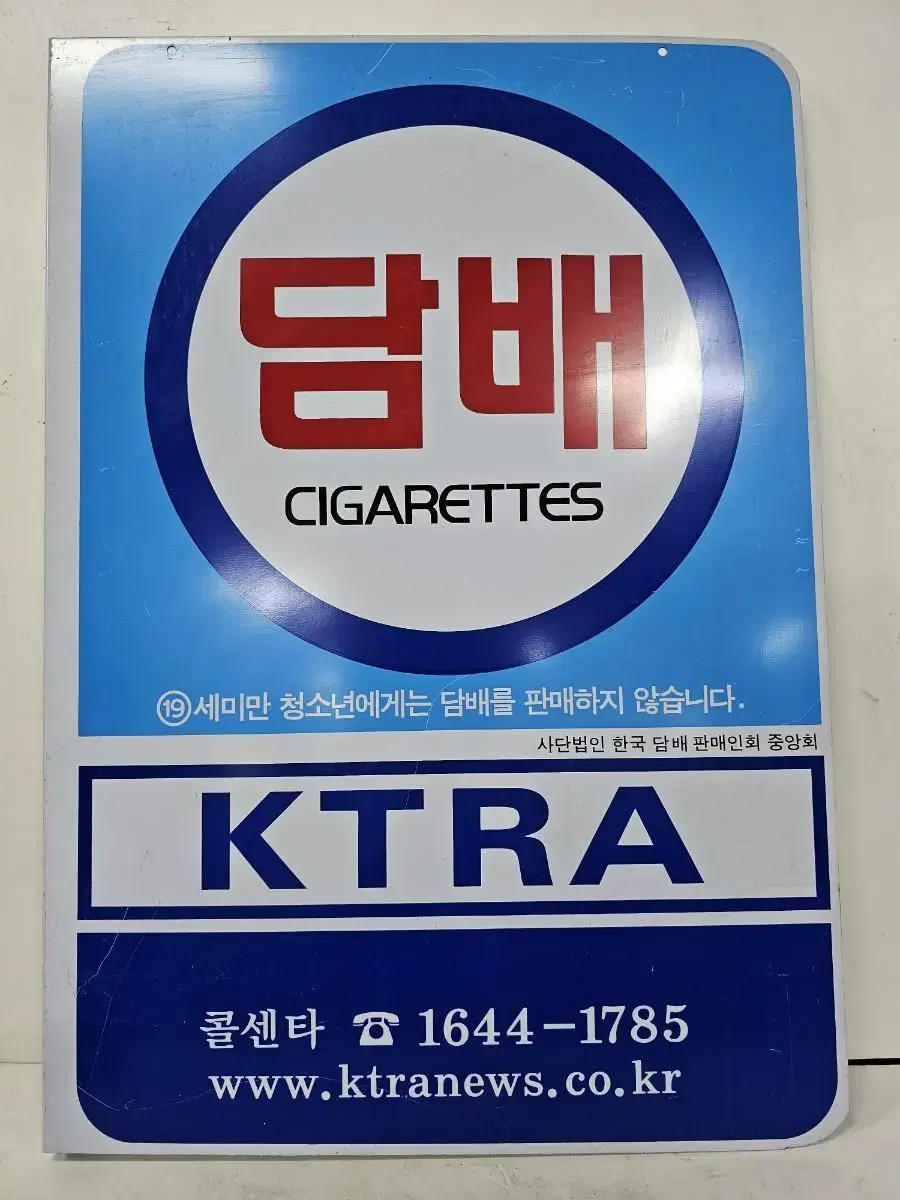 담배
CIGARETTES
⑲세미만 청소년에게는 담배를 판매하지 않습니다.
사단법인 한국 담배 판매인회 중앙회
KTRA
콜센타 ☎ 1644-1785
www.ktranews.co.kr